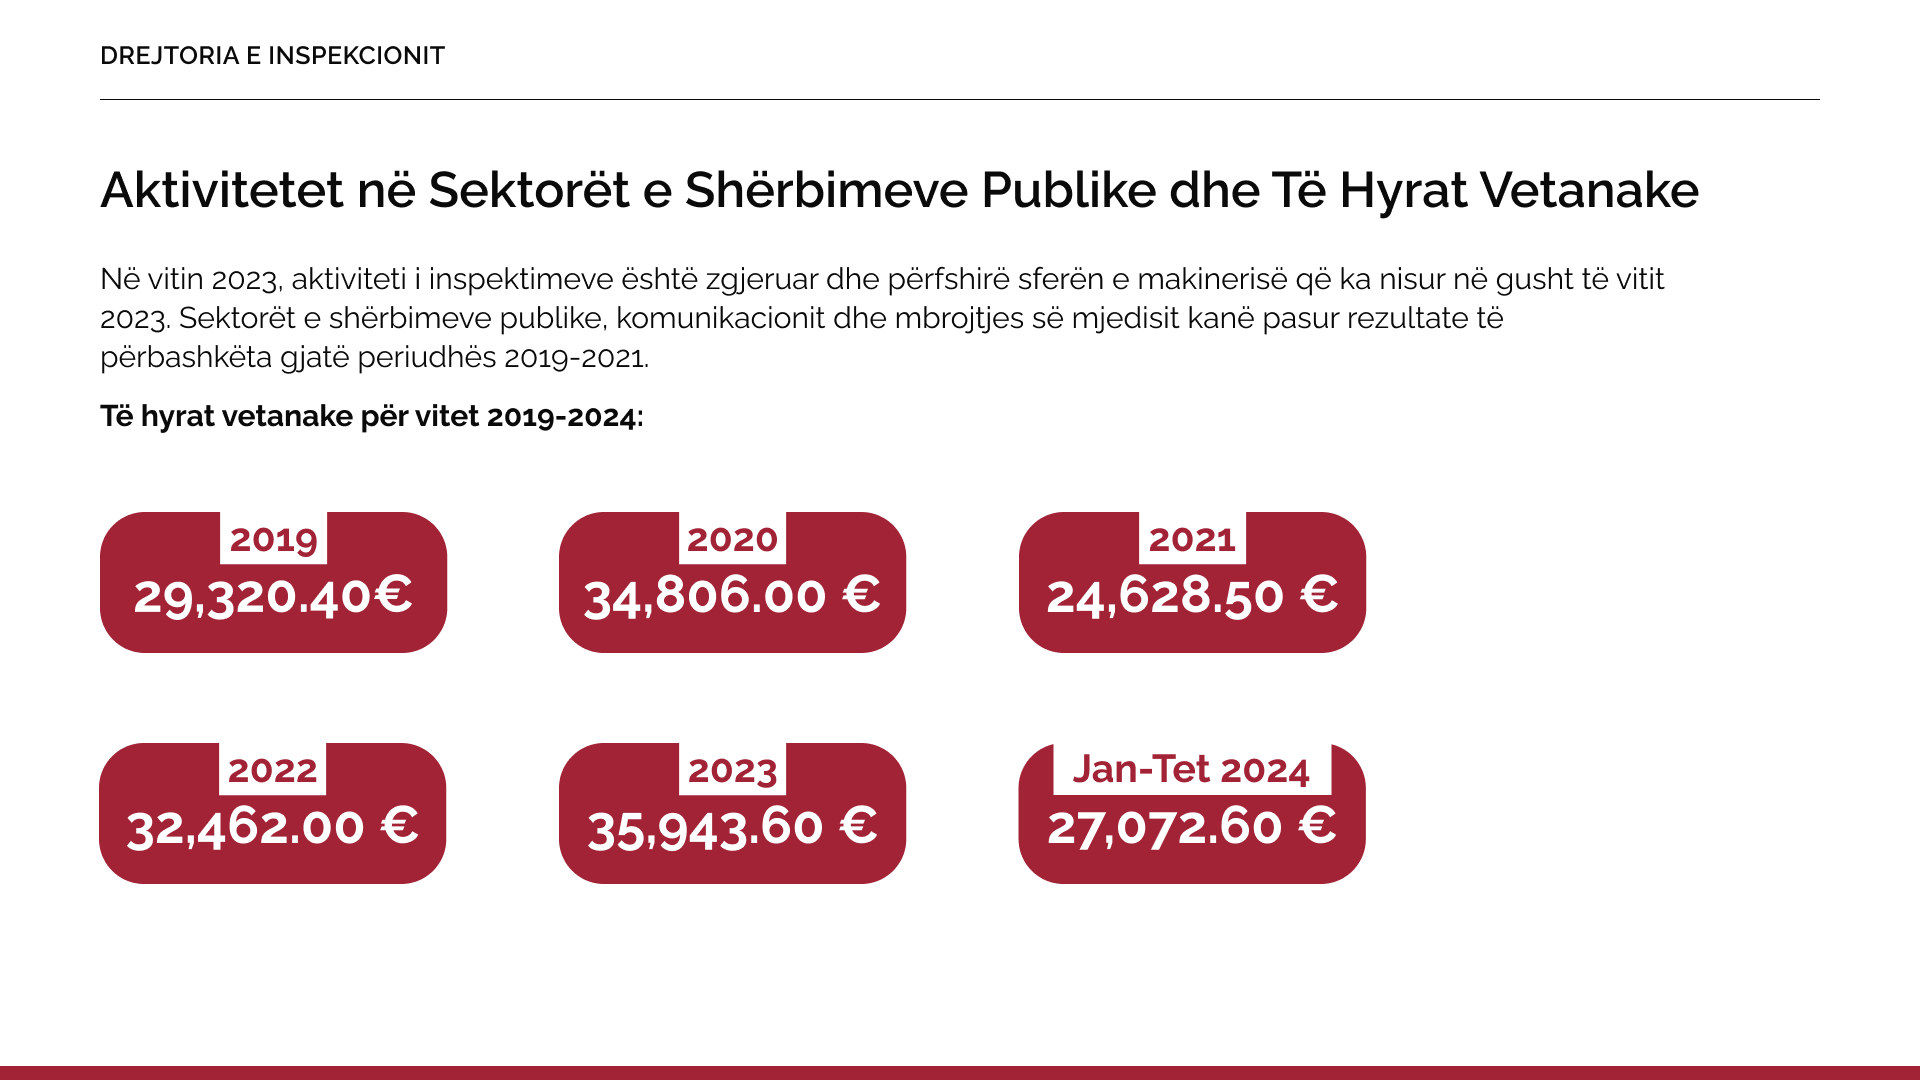 DREJTORIA E INSPEKCIONIT
Aktivitetet në Sektorët e Shërbimeve Publike dhe Të Hyrat Vetanake
Në vitin 2023, aktiviteti i inspektimeve është zgjeruar dhe përfshirë sferën e makinerisë që ka nisur në gusht të vitit
2023. Sektorët e shërbimeve publike, komunikacionit dhe mbrojtjes së mjedisit kanë pasur rezultate të
përbashkëta gjatë periudhës 2019-2021.
Të hyrat vetanake për vitet 2019-2024:
2019
29,320.40€
2020
34,806.00 €
2021
24,628.50 €
2022
32,462.00 €
2023
35,943.60 €
Jan-Tet 2024
27,072.60 €